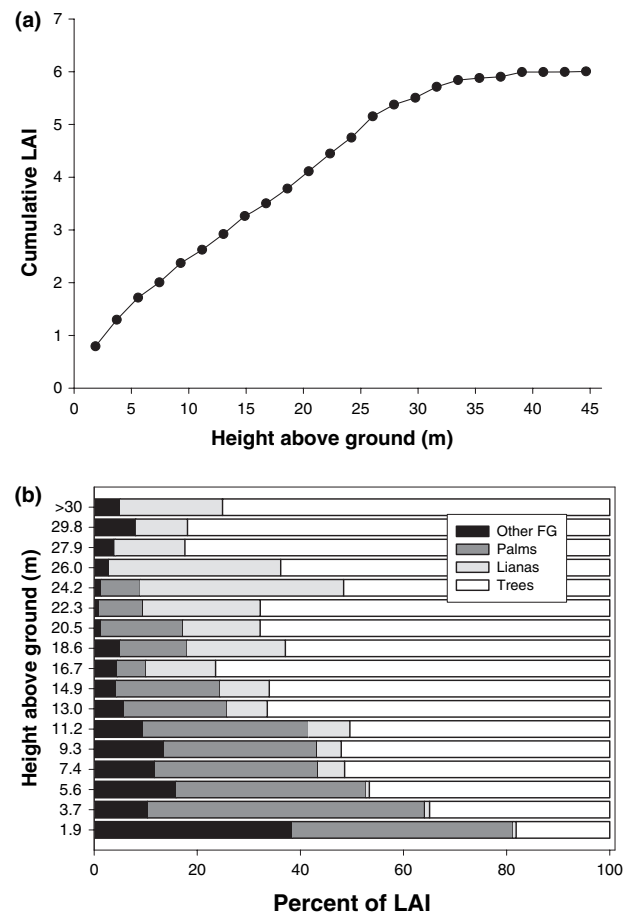 (a)
7
6
5
4
3
2
1
0
Cumulative LAI
0 5 10 15 20 25 30 35 40 45
Height above ground (m)
(b)
Height above ground (m)
>30
29.8
27.9
26.0
24.2
22.3
20.5
18.6
16.7
14.9
13.0
11.2
9.3
7.4
5.6
3.7
1.9
Other FG
Palms
Lianas
Trees
0 20 40 60 80 100
Percent of LAI